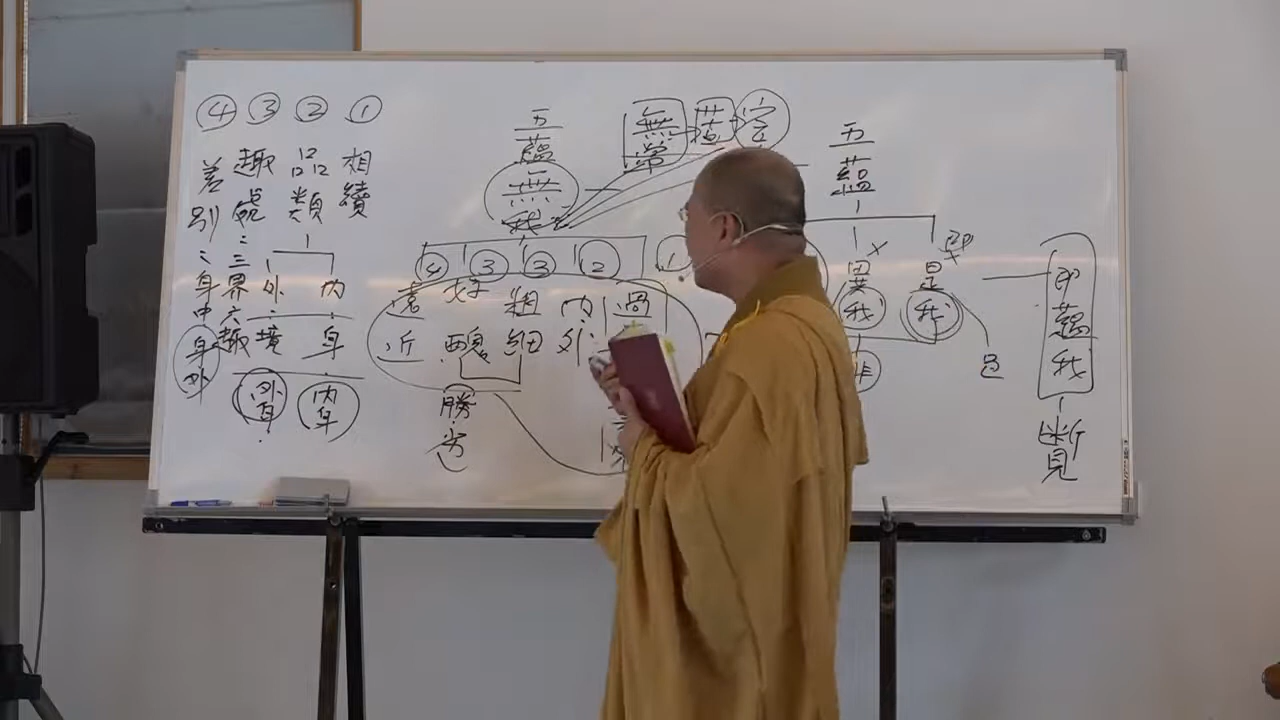 ① 相續
② 品類
內 身 內身
外 境 外身
③ 趣處：三界六趣
④ 差別：身中身外
五蘊
無我
無常 苦 空
①
過
② 內外
③ 粗細
③ 好醜
勝劣
④ 遠近
五蘊
是我
即
異我
非
即蘊我
斷見